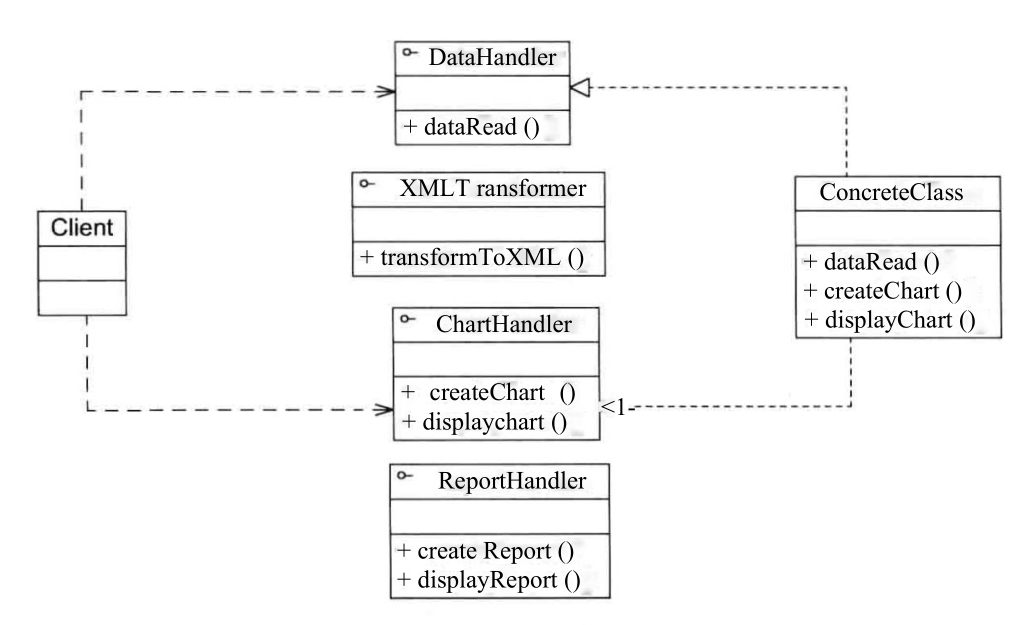 DataHandler
+ dataRead ()
XMLT ransformer
+ transformToXML ()
Client
ConcreteClass
+ dataRead ()
+ createChart ()
+ displayChart ()
ChartHandler
+ createChart ()
+ displaychart ()
<1-
ReportHandler
+ create Report ()
+ displayReport ()